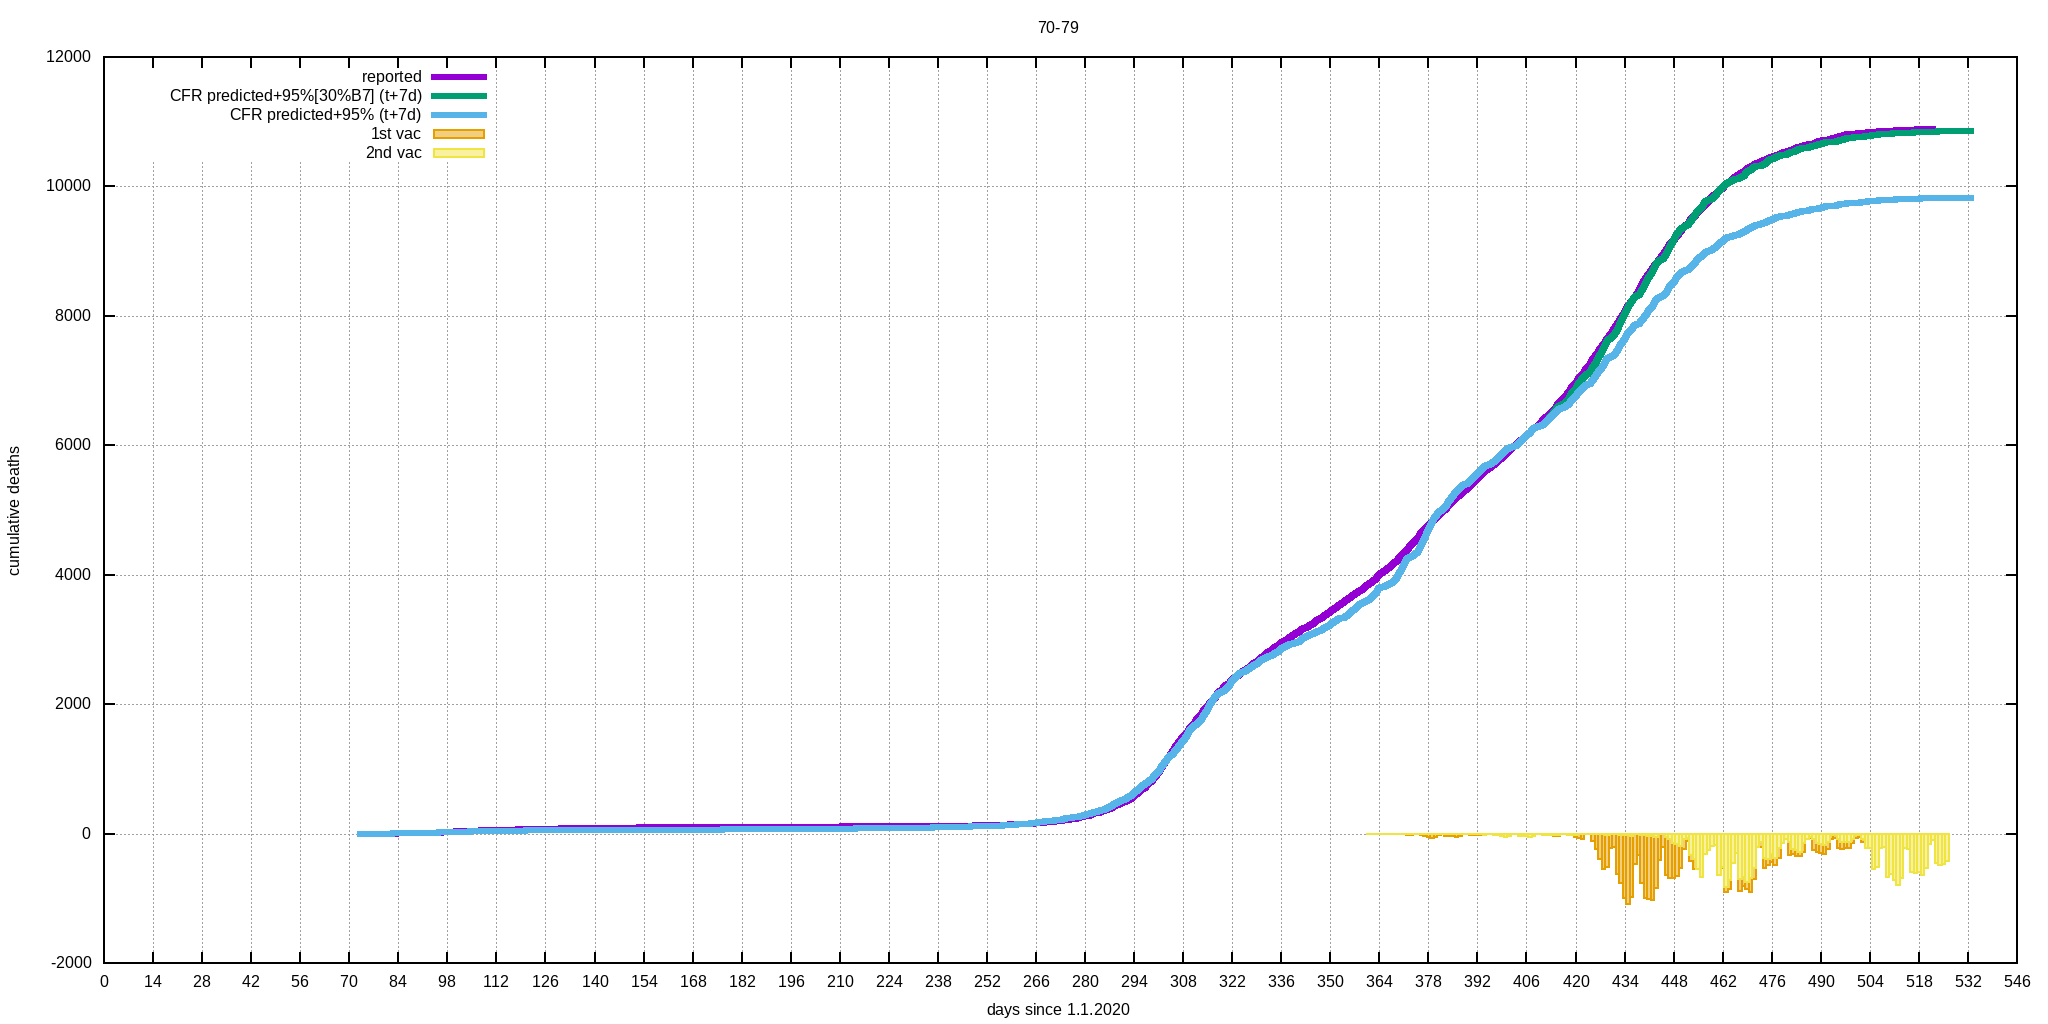 70-79
12000
10000
8000
6000
4000
2000
0
-2000
cumulative deaths
reported
CFR predicted+95%[30%B7] (t+7d)
CFR predicted+95% (t+7d)
1st vac
2nd vac
0 14 28 42 56 70 84 98 112 126 140 154 168 182 196 210 224 238 252 266 280 294 308 322 336 350 364 378 392 406 420 434 448 462 476 490 504 518 532 546
days since 1.1.2020